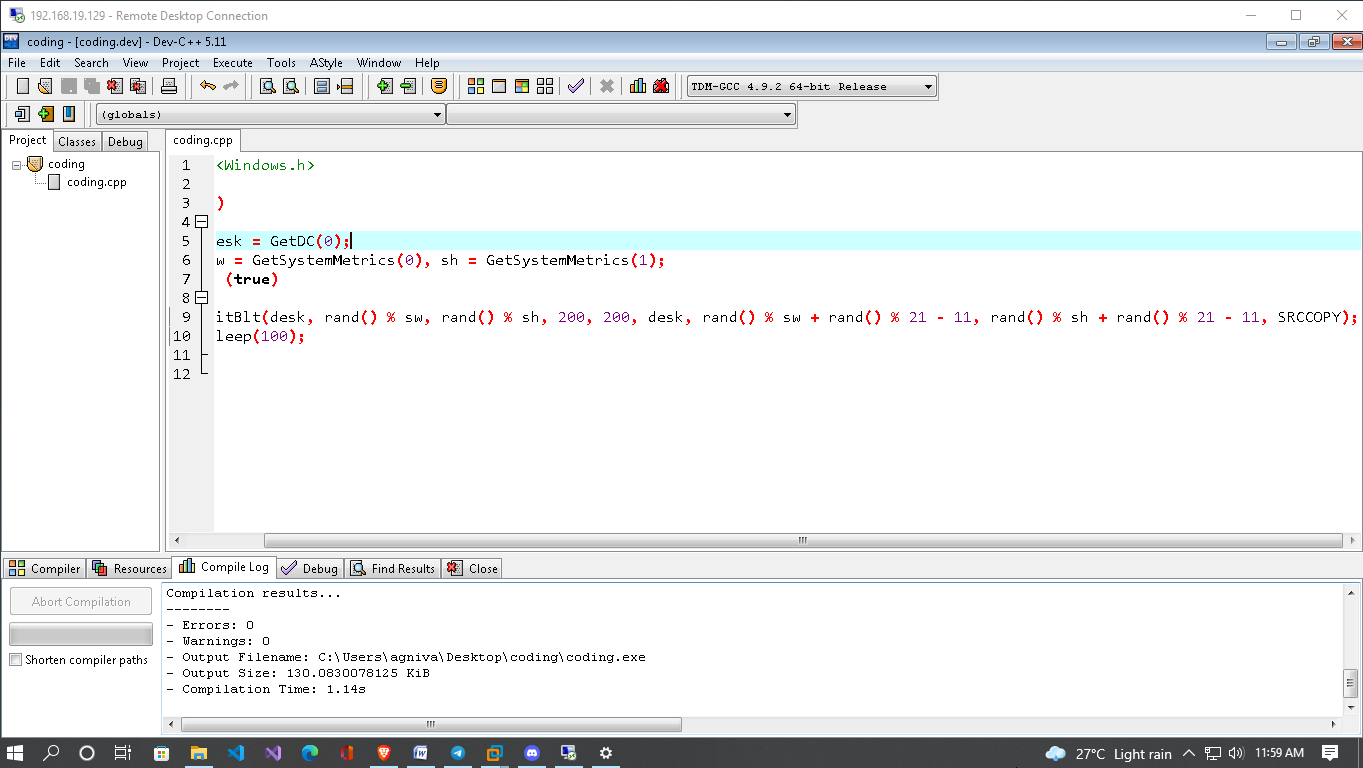 192.168.19.129 - Remote Desktop Connection
coding - [coding.dev] - Dev-C++ 5.11
File Edit Search View Project Execute Tools AStyle Window Help
TDM-GCC 4.9.2 64-bit Release
(globals)
Project Classes Debug
coding.cpp
coding
coding.cpp
1 <Windows.h>
2
3 )
4
5 esk = GetDC(0);
6 w = GetSystemMetrics(0), sh = GetSystemMetrics(1);
7 (true)
8
9 itBlt(desk, rand() % sw, rand() % sh, 200, 200, desk, rand() % sw + rand() % 21 - 11, rand() % sh + rand() % 21 - 11, SRCCOPY);
10 leep(100);
11
12
Compiler Resources Compile Log Debug Find Results Close
Abort Compilation
Shorten compiler paths
Compilation results...
--------
- Errors: 0
- Warnings: 0
- Output Filename: C:\Users\agniva\Desktop\coding\coding.exe
- Output Size: 130.0830078125 KiB
- Compilation Time: 1.14s
27°C Light rain 11:59 AM